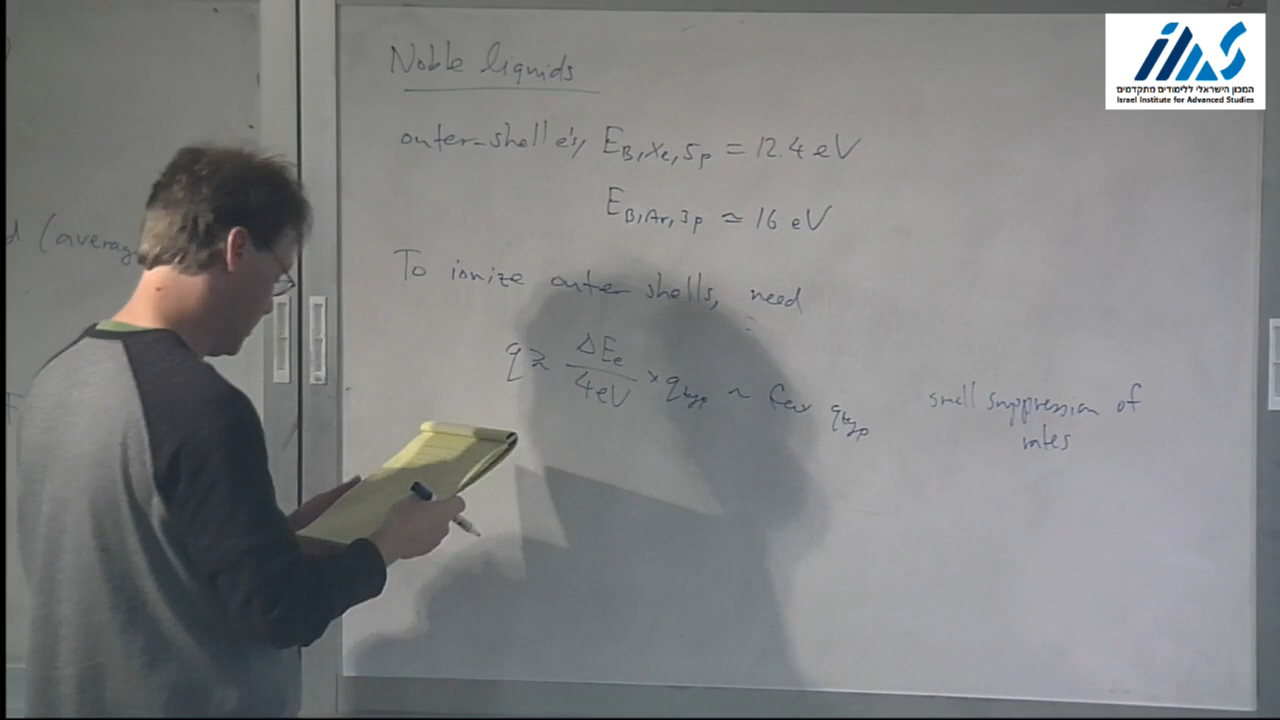 ווה
המכון הישראלי ללימודים מתקדמים
Israel Institute for Advanced Studies
Noble liquids
outer-shell e's, E_B,Xe,5p = 12.4 eV
E_B,Ar,3p ≃ 16 eV
d (averag
To ionize outer shells, need
q ≳ ΔE_e / 4eV × q_typ ~ few q_typ
small suppression of
rates